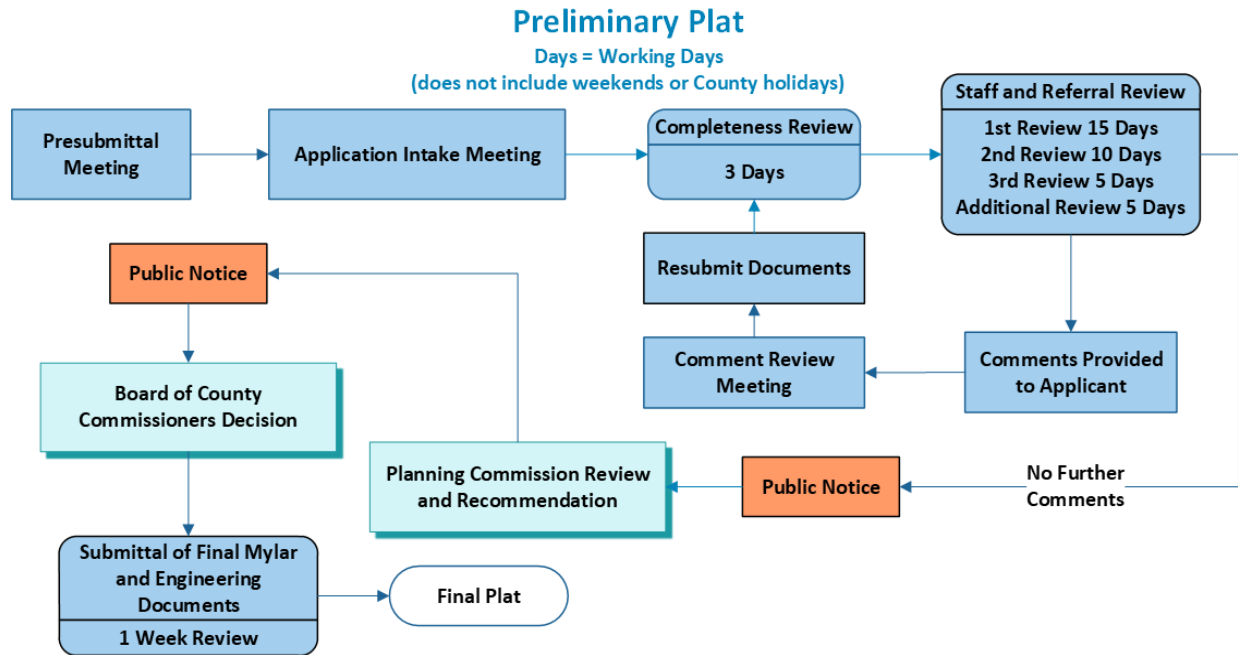 Preliminary Plat
Days = Working Days
(does not include weekends or County holidays)
Presubmittal
Meeting
Application Intake Meeting
Completeness Review
3 Days
Staff and Referral Review
1st Review 15 Days
2nd Review 10 Days
3rd Review 5 Days
Additional Review 5 Days
Public Notice
Resubmit Documents
Comment Review
Meeting
Comments Provided
to Applicant
Board of County
Commissioners Decision
Planning Commission Review
and Recommendation
Public Notice
No Further
Comments
Submittal of Final Mylar
and Engineering
Documents
1 Week Review
Final Plat